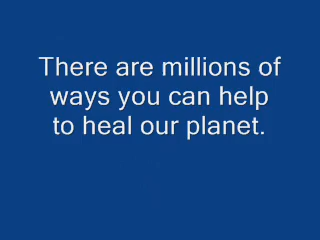 There are millions of
ways you can help
to heal our planet.